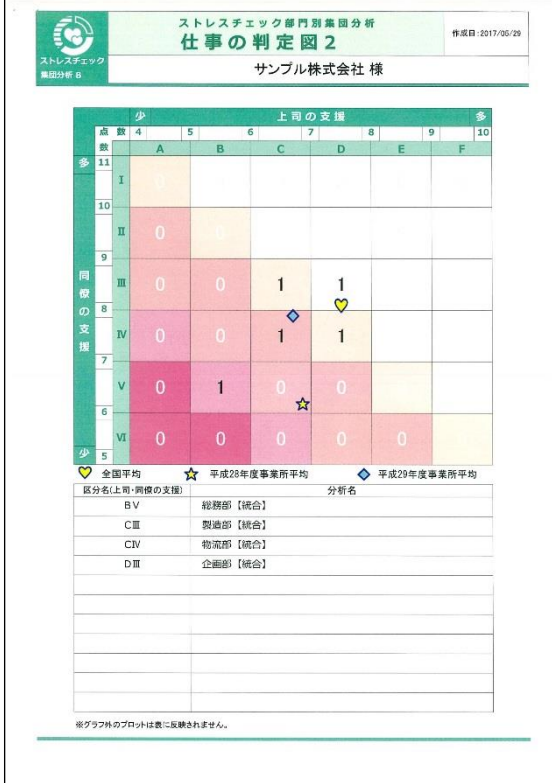 ストレスチェック部門別集団分析
仕事の判定図2
作成日:2017/05/29
ストレスチェック
集団分析 8
サンプル株式会社 様
少 上司の支援 多
点数 4 5 6 7 8 9 10
数 A B C D E F
多 11
I 0
10
II 0 0
9
同僚の支援
III 0 0 1 1
8
IV 0 0 1 1
7
V 0 1 0 0
6
VI 0 0 0 0 0
少 5
全国平均 平成28年度事業所平均 平成29年度事業所平均
区分名(上司・同僚の支援) 分析名
BⅤ 総務部【統合】
CⅢ 製造部【統合】
CⅣ 物流部【統合】
DⅢ 企画部【統合】
※グラフ外のプロットは表に反映されません。